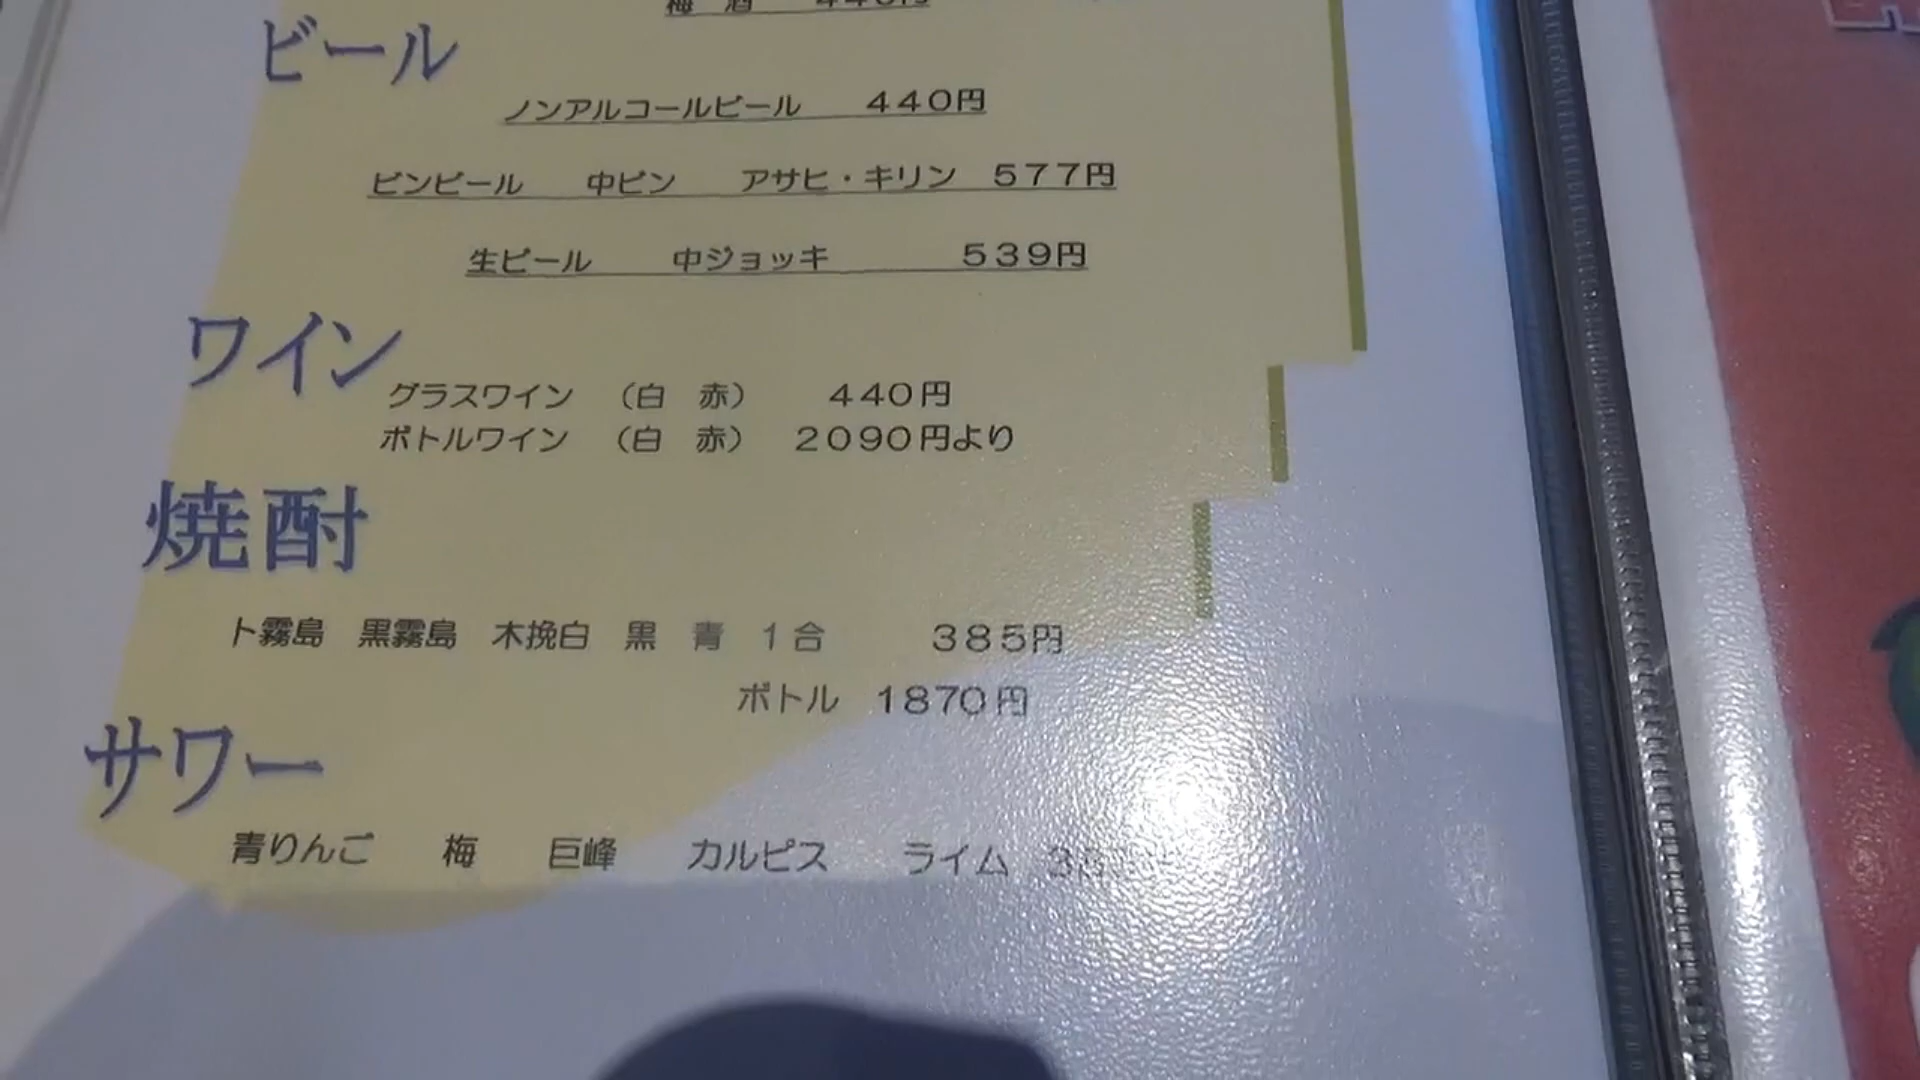 梅 酒 440円
ビール
ノンアルコールビール 440円
ビンビール 中ビン アサヒ・キリン 577円
生ビール 中ジョッキ 539円
ワイン
グラスワイン （白 赤） 440円
ボトルワイン （白 赤） 2090円より
焼酎
ト霧島 黒霧島 木挽白 黒 青 1合 385円
ボトル 1870円
サワー
青りんご 梅 巨峰 カルピス ライム